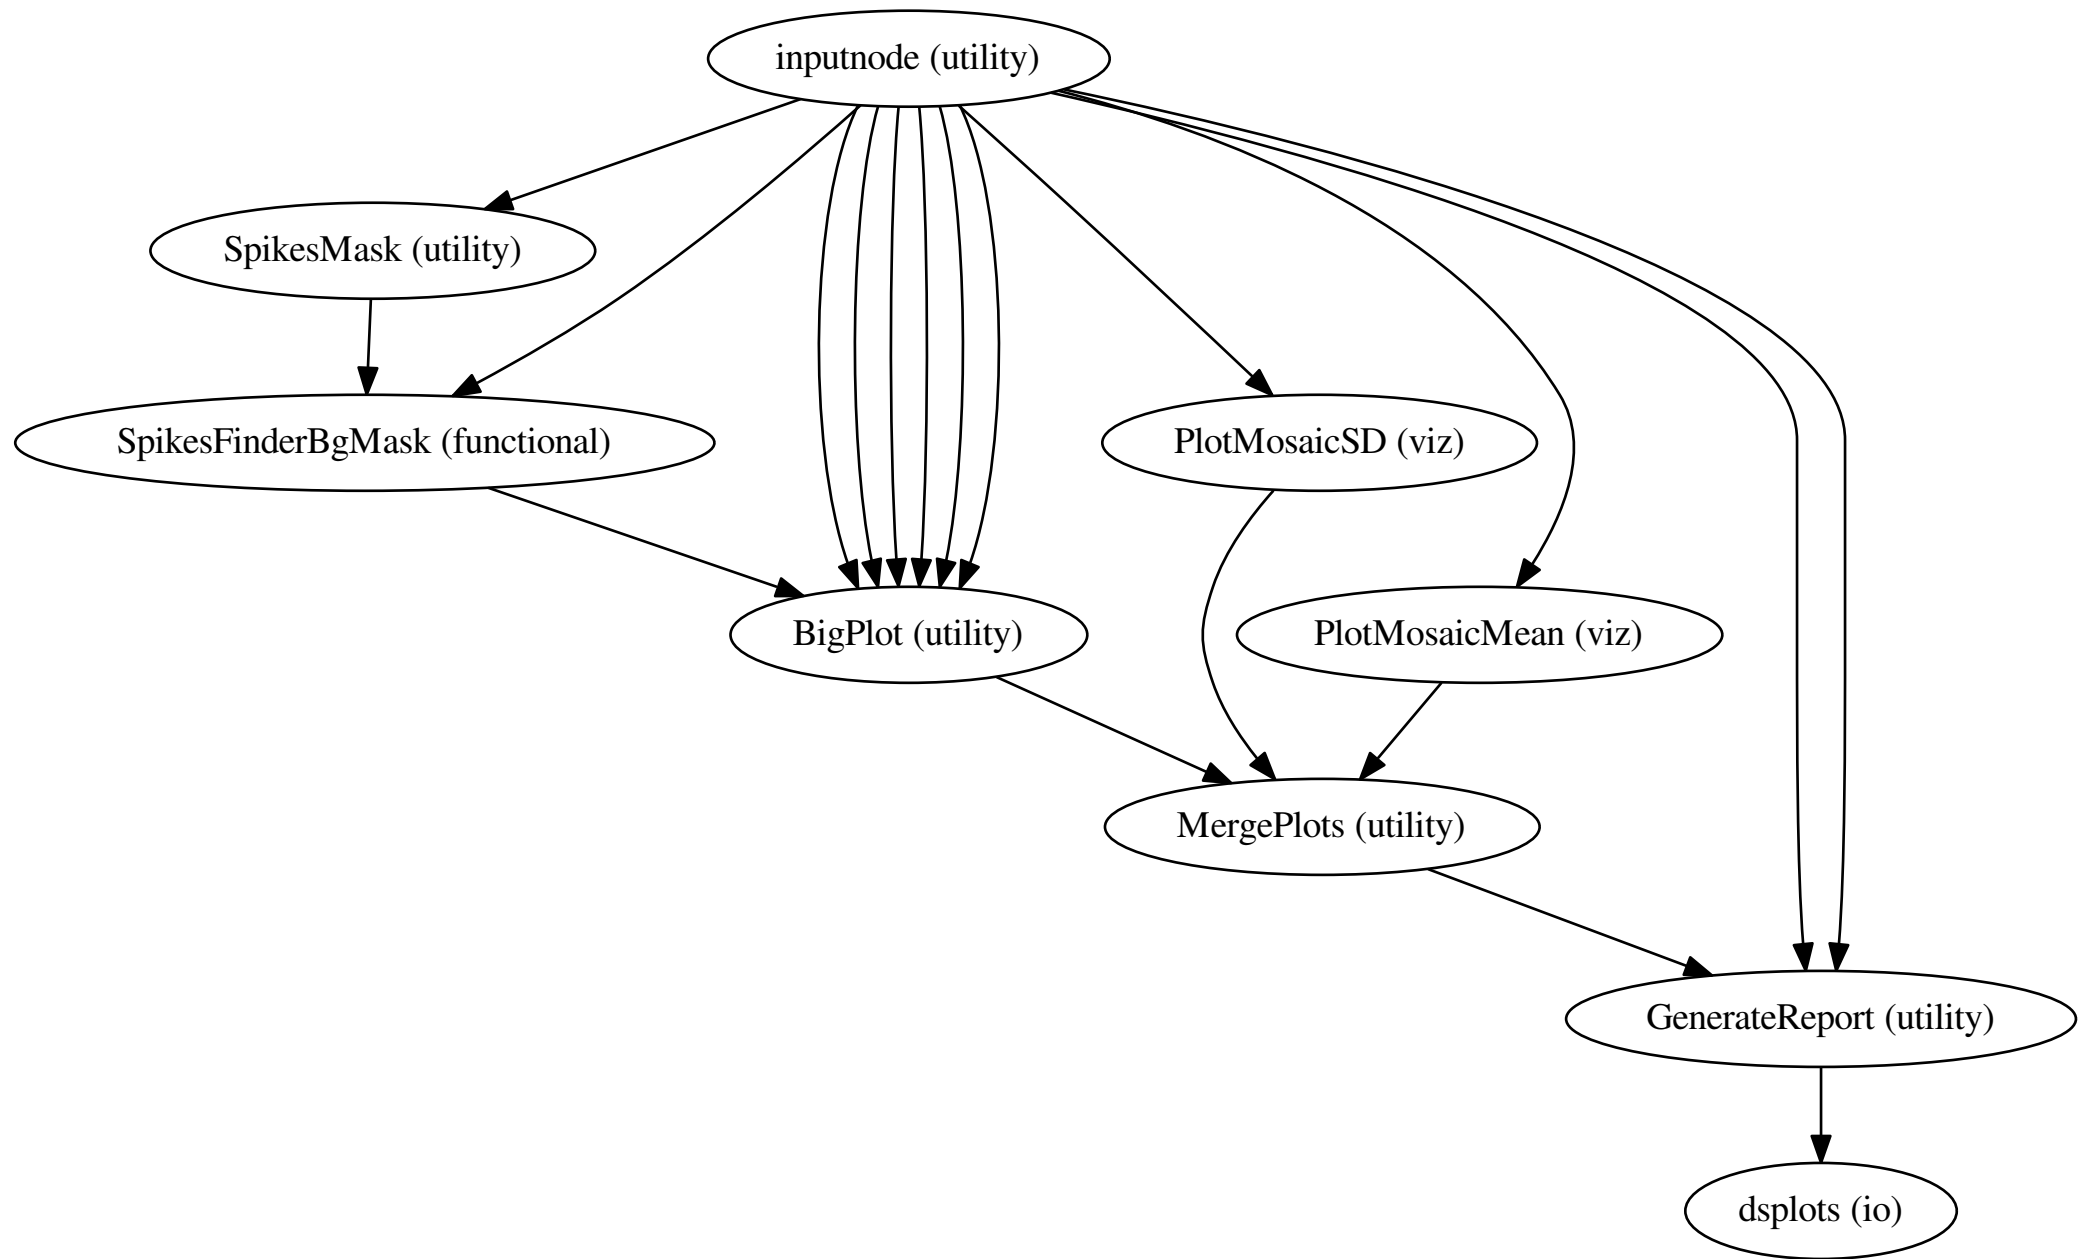 inputnode (utility)
SpikesMask (utility)
SpikesFinderBgMask (functional)
PlotMosaicSD (viz)
BigPlot (utility)
PlotMosaicMean (viz)
MergePlots (utility)
GenerateReport (utility)
dsplots (io)